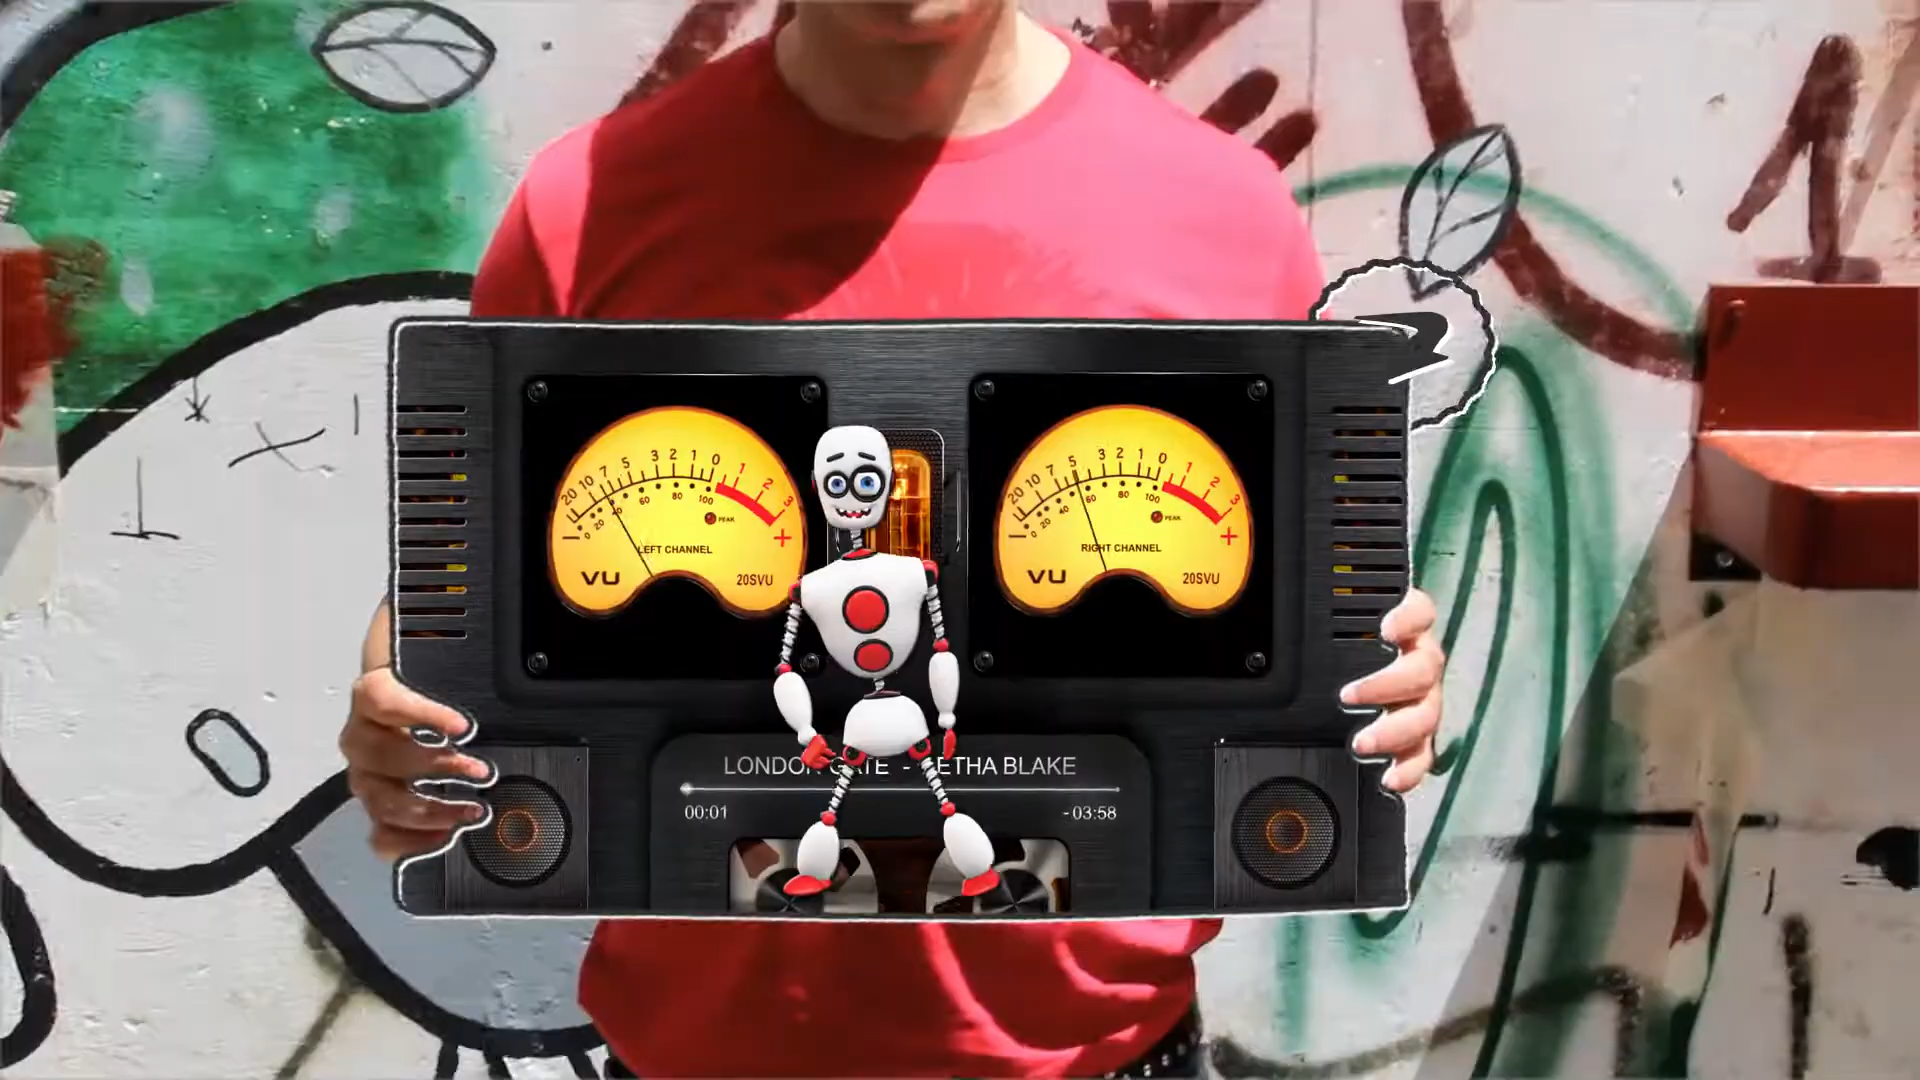 20 10 7 5 3 2 1 0 1 2 3
0 20 40 60 80 100
PEAK
- +
LEFT CHANNEL
VU 20SVU
20 10 7 5 3 2 1 0 1 2 3
0 20 40 60 80 100
PEAK
- +
RIGHT CHANNEL
VU 20SVU
LONDON GATE - ETHA BLAKE
00:01 -03:58